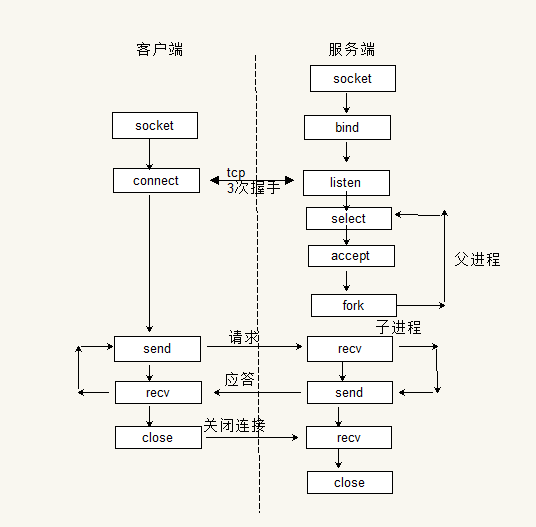 客户端
服务端
socket
socket
bind
connect
tcp
3次握手
listen
select
accept
父进程
fork
子进程
send
请求
recv
recv
应答
send
close
关闭连接
recv
close